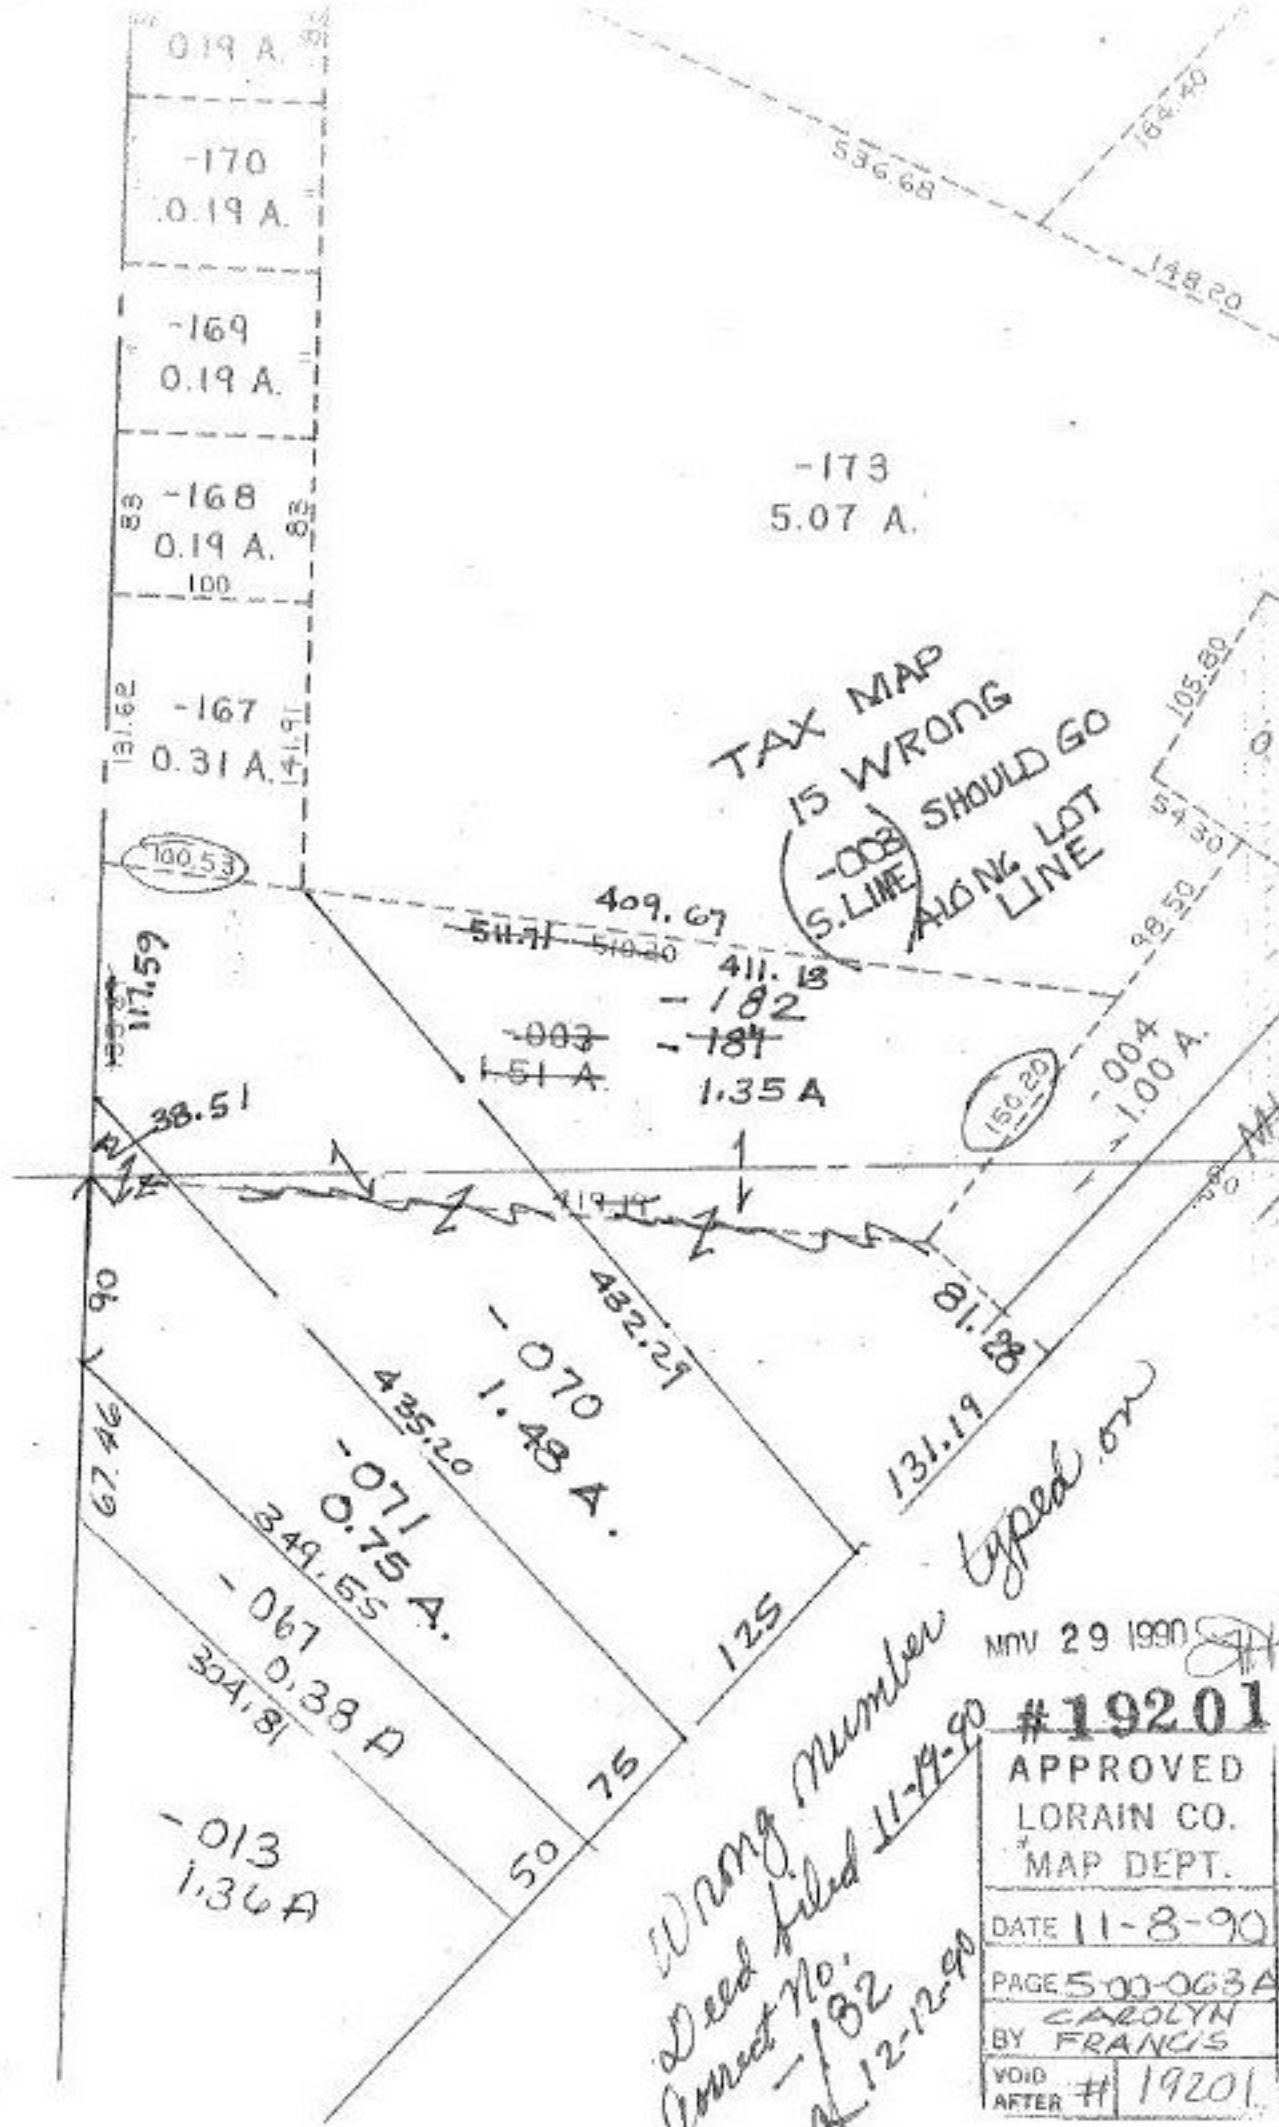 0.19 A.
164.40
536.68
148.20
-170
0.19 A.
-169
0.19 A.
-173
5.07 A.
83
-168
83
0.19 A.
100
131.62
-167
0.31 A.
141.91
105.80
54.30
98.50
TAX MAP
IS WRONG
-003 SHOULD GO
S. LINE ALONG LOT
LINE
100.53
409.67
511.71 510.20
411.13
117.59
-003
1.51 A.
-182
-181
1.35 A
150.20
-004
1.00 A.
38.51
419.19
90
432.29
81.28
-070
1.48 A.
435.20
131.19
67.46
-071
0.75 A.
349.55
-067
0.38 A
304.81
125
75
50
-013
1.36 A
Wrong Number typed on
Deed filed 11-19-90
Correct No.
-182
12-12-90
NOV 29 1990
#19201
APPROVED
LORAIN CO.
MAP DEPT.
DATE 11-8-90
PAGE 5-00-063A
BY CAROLYN FRANCIS
VOID AFTER # 19201